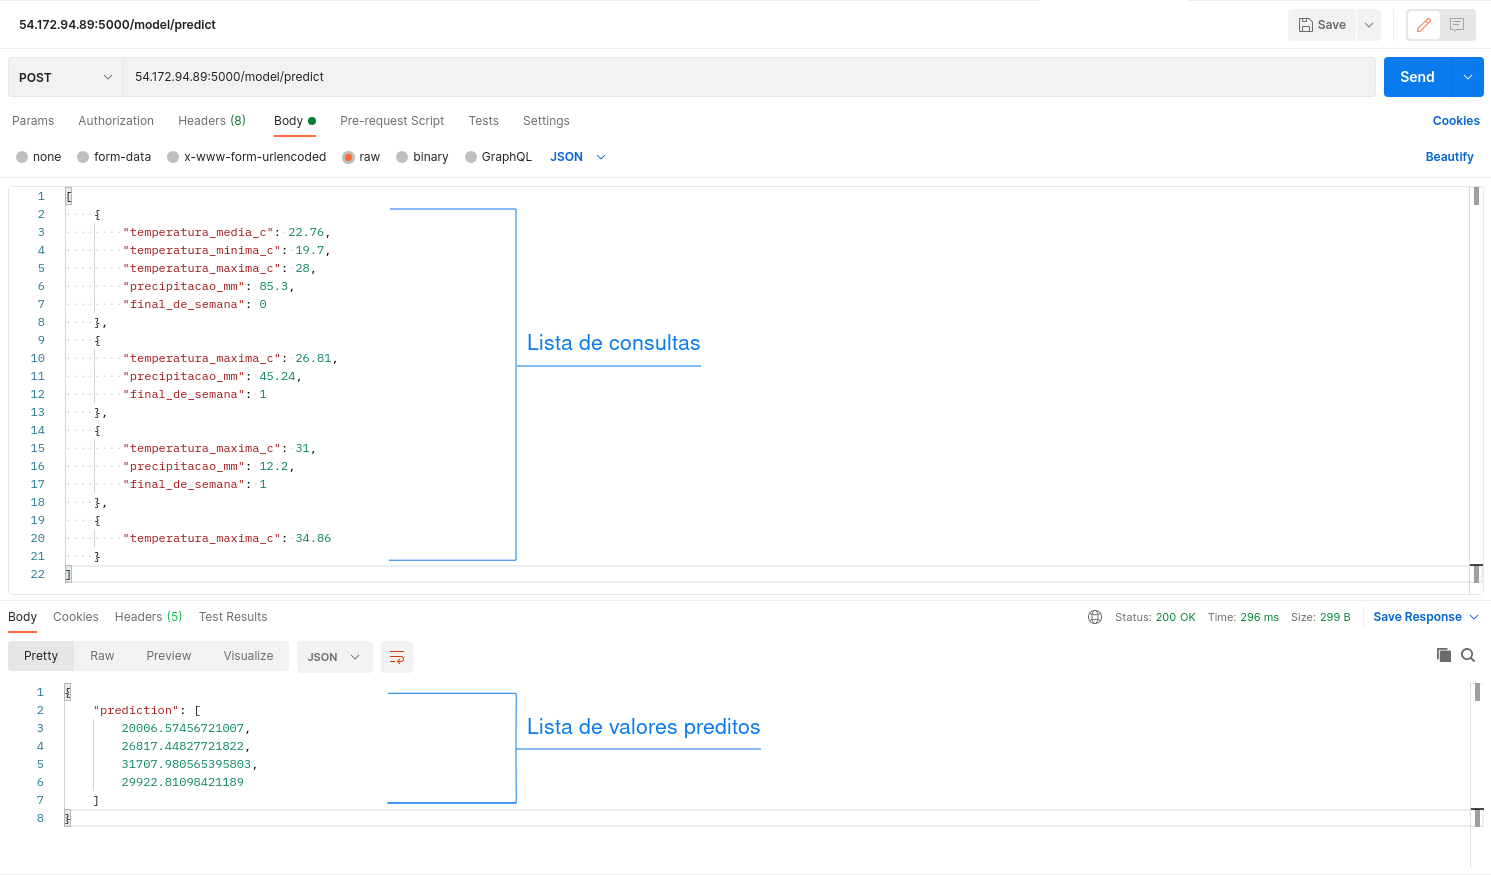 54.172.94.89:5000/model/predict
Save
POST
54.172.94.89:5000/model/predict
Send
Params Authorization Headers (8) Body Pre-request Script Tests Settings Cookies
none form-data x-www-form-urlencoded raw binary GraphQL JSON Beautify
1 [
2 {
3 "temperatura_media_c": 22.76,
4 "temperatura_minima_c": 19.7,
5 "temperatura_maxima_c": 28,
6 "precipitacao_mm": 85.3,
7 "final_de_semana": 0
8 },
9 {
Lista de consultas
10 "temperatura_maxima_c": 26.81,
11 "precipitacao_mm": 45.24,
12 "final_de_semana": 1
13 },
14 {
15 "temperatura_maxima_c": 31,
16 "precipitacao_mm": 12.2,
17 "final_de_semana": 1
18 },
19 {
20 "temperatura_maxima_c": 34.86
21 }
22 ]
Body Cookies Headers (5) Test Results Status: 200 OK Time: 296 ms Size: 299 B Save Response
Pretty Raw Preview Visualize JSON
1 {
2 "prediction": [
3 20006.57456721007,
Lista de valores preditos
4 26817.44827721822,
5 31707.980565395803,
6 29922.81098421189
7 ]
8 }